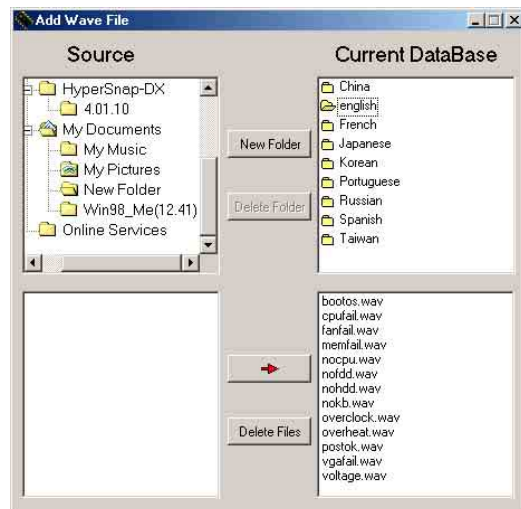 Add Wave File
Source
Current DataBase
HyperSnap-DX
4.01.10
My Documents
My Music
My Pictures
New Folder
Win98_Me(12.41)
Online Services
New Folder
Delete Folder
China
english
French
Japanese
Korean
Portuguese
Russian
Spanish
Taiwan
Delete Files
bootos.wav
cpufail.wav
fanfail.wav
memfail.wav
nocpu.wav
nofdd.wav
nohdd.wav
nokb.wav
overclock.wav
overheat.wav
postok.wav
vgafail.wav
voltage.wav